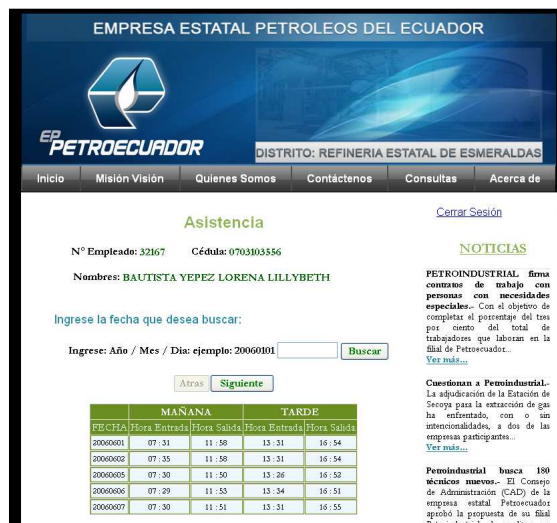 EMPRESA ESTATAL PETROLEOS DEL ECUADOR
EP PETROECUADOR
DISTRITO: REFINERIA ESTATAL DE ESMERALDAS
Inicio Misión Visión Quienes Somos Contáctenos Consultas Acerca de
Asistencia
N° Empleado: 32167 Cédula: 0703103556
Nombres: BAUTISTA YEPEZ LORENA LILLYBETH
Ingrese la fecha que desea buscar:
Ingrese: Año / Mes / Dia: ejemplo: 20060101 Buscar
Atras Siguiente
MAÑANA TARDE
FECHA Hora Entrada Hora Salida Hora Entrada Hora Salida
20060601 07:31 11:58 13:31 16:54
20060602 07:35 11:58 13:31 16:54
20060605 07:30 11:50 13:26 16:52
20060606 07:29 11:53 13:34 16:51
20060607 07:30 11:51 13:31 16:55
Cerrar Sesión
NOTICIAS
PETROINDUSTRIAL firma
contratos de trabajo con
personas con necesidades
especiales.- Con el objetivo de
completar el porcentaje del tres
por ciento del total de
trabajadores que laboran en la
filial de Petroecuador...
Ver más...
Cuestionan a Petroindustrial.-
La adjudicación de la Estación de
Secoya para la extracción de gas
ha enfrentado, con o sin
intencionalidades, a dos de las
empresas participantes...
Ver más...
Petroindustrial busca 180
técnicos nuevos.- El Consejo
de Administración (CAD) de la
empresa estatal Petroecuador
aprobó la propuesta de su filial